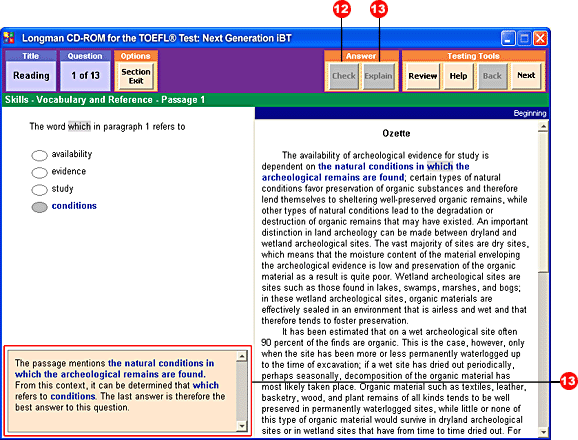 12 13
Longman CD-ROM for the TOEFL® Test: Next Generation iBT
Title Question Options Answer Testing Tools
Reading 1 of 13 Section Exit Check Explain Review Help Back Next
Skills - Vocabulary and Reference - Passage 1
Beginning
The word which in paragraph 1 refers to
availability
evidence
study
conditions
The passage mentions the natural conditions in
which the archeological remains are found.
From this context, it can be determined that which
refers to conditions. The last answer is therefore the
best answer to this question.
Ozette
The availability of archeological evidence for study is
dependent on the natural conditions in which the
archeological remains are found; certain types of natural
conditions favor preservation of organic substances and therefore
lend themselves to sheltering well-preserved organic remains, while
other types of natural conditions lead to the degradation or
destruction of organic remains that may have existed. An important
distinction in land archeology can be made between dryland and
wetland archeological sites. The vast majority of sites are dry sites,
which means that the moisture content of the material enveloping
the archeological evidence is low and preservation of the organic
material as a result is quite poor. Wetland archeological sites are
sites such as those found in lakes, swamps, marshes, and bogs;
in these wetland archeological sites, organic materials are
effectively sealed in an environment that is airless and wet and that
therefore tends to foster preservation.
It has been estimated that on a wet archeological site often
90 percent of the finds are organic. This is the case, however, only
when the site has been more or less permanently waterlogged up
to the time of excavation; if a wet site has dried out periodically,
perhaps seasonally, decomposition of the organic material has
most likely taken place. Organic material such as textiles, leather,
basketry, wood, and plant remains of all kinds tends to be well
preserved in permanently waterlogged sites, while little or none of
this type of organic material would survive in dryland archeological
sites or in wetland sites that have from time to time dried out. For
13